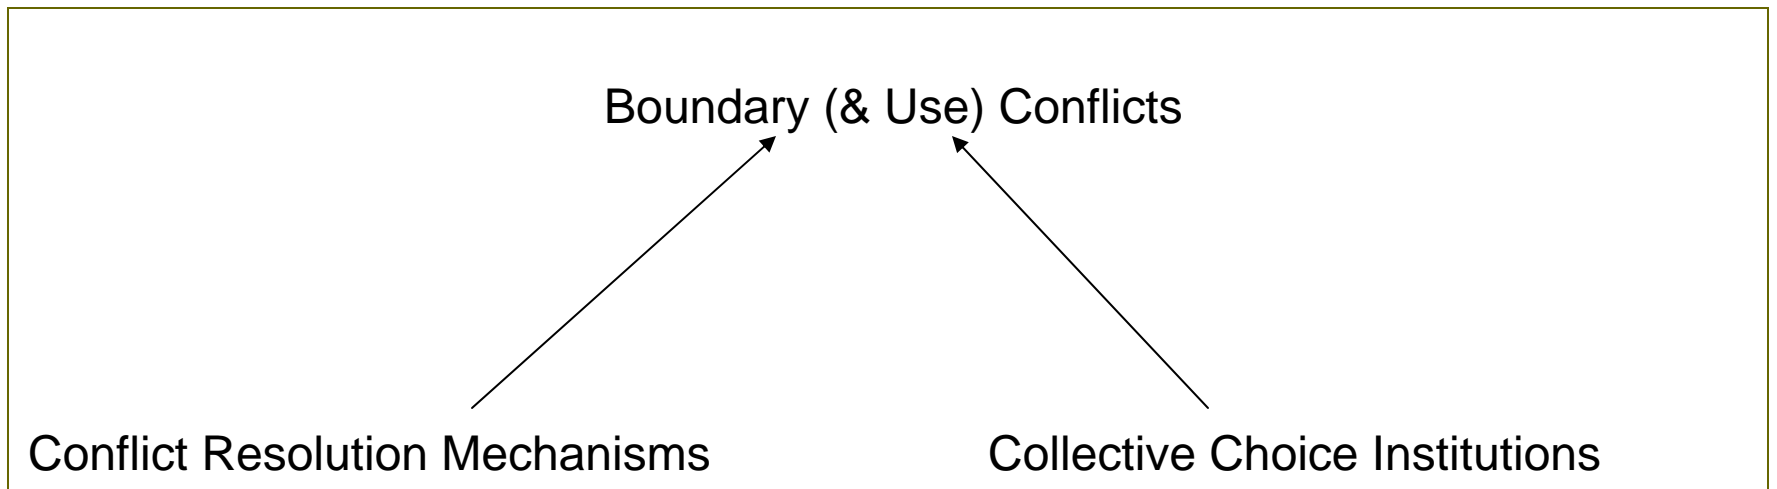 Boundary (& Use) Conflicts
Conflict Resolution Mechanisms
Collective Choice Institutions